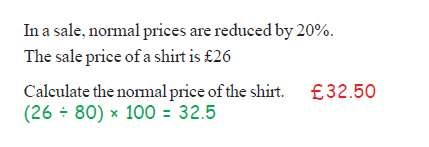 In a sale, normal prices are reduced by 20%.
The sale price of a shirt is £26
Calculate the normal price of the shirt. £32.50
(26 ÷ 80) × 100 = 32.5